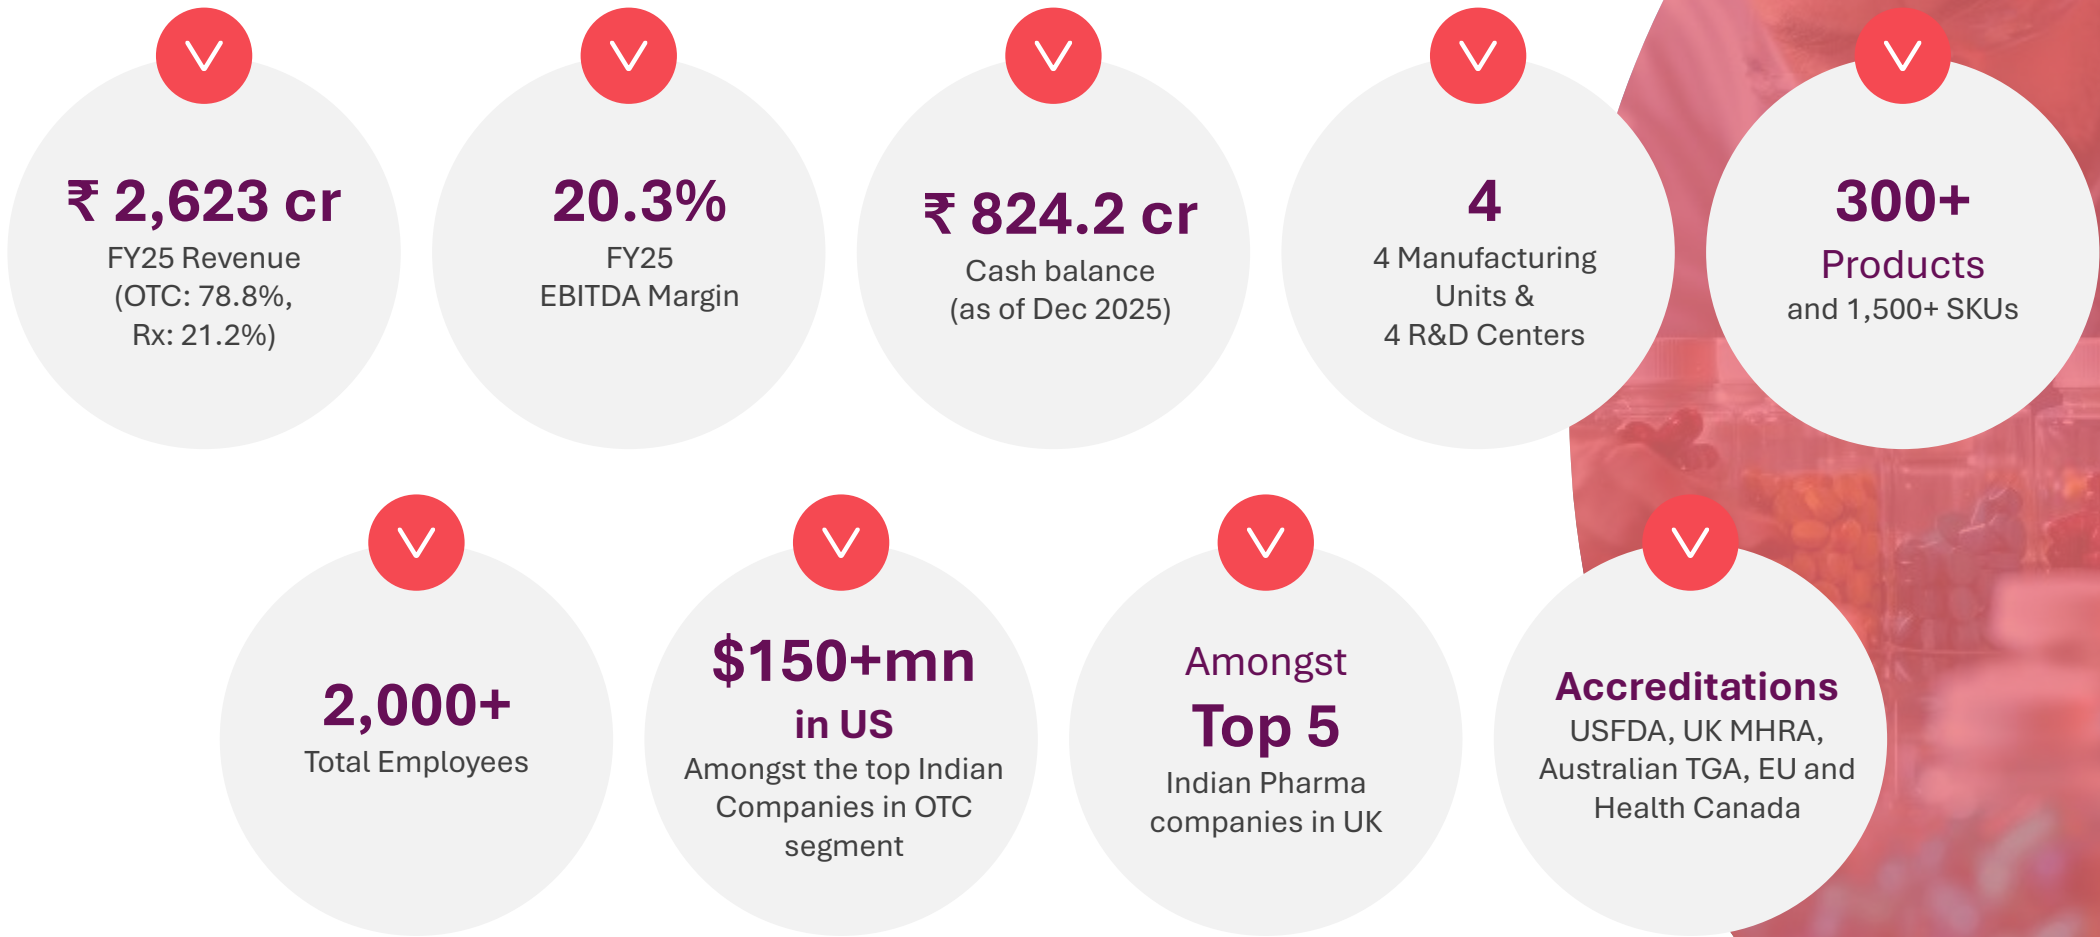 ₹ 2,623 cr
FY25 Revenue
(OTC: 78.8%,
Rx: 21.2%)
20.3%
FY25
EBITDA Margin
₹ 824.2 cr
Cash balance
(as of Dec 2025)
4
4 Manufacturing
Units &
4 R&D Centers
300+
Products
and 1,500+ SKUs
2,000+
Total Employees
$150+mn
in US
Amongst the top Indian
Companies in OTC
segment
Amongst
Top 5
Indian Pharma
companies in UK
Accreditations
USFDA, UK MHRA,
Australian TGA, EU and
Health Canada